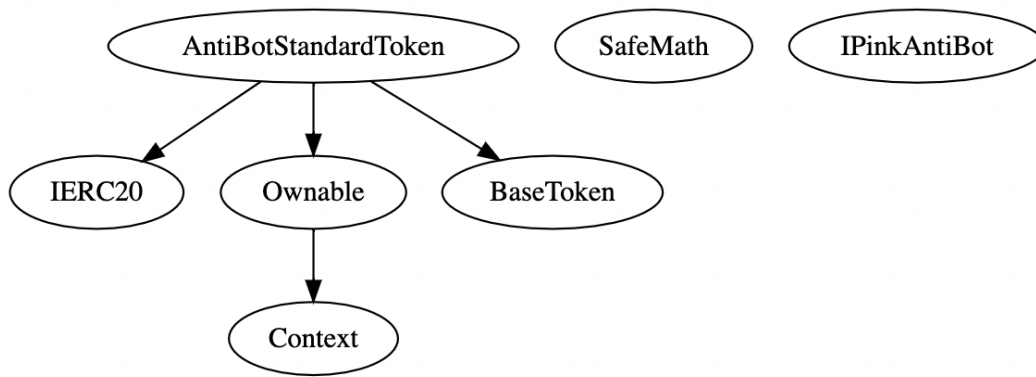 AntiBotStandardToken
SafeMath
IPinkAntiBot
IERC20
Ownable
BaseToken
Context